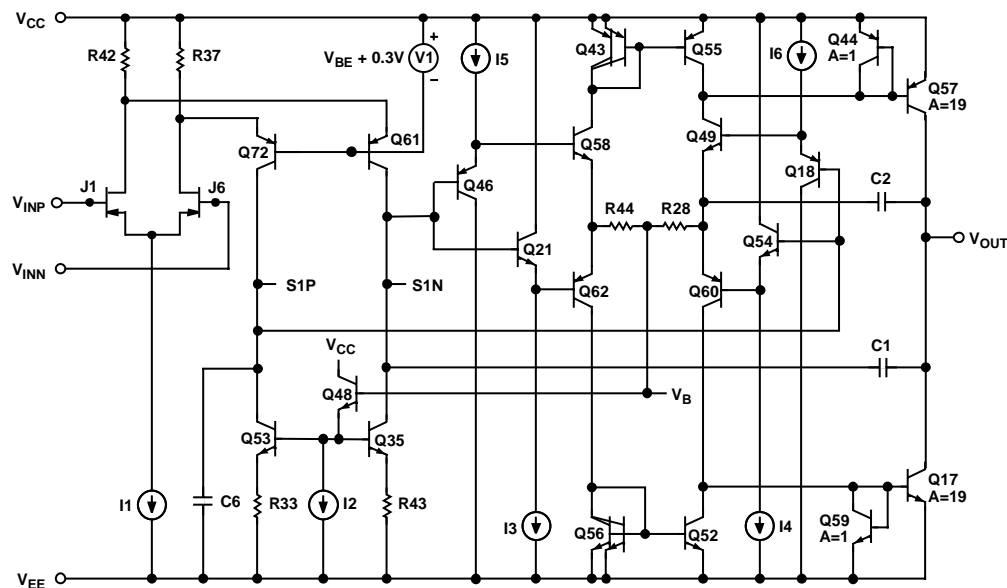 VCC
R42
R37
VBE + 0.3V
V1
+
–
I5
Q43
Q55
I6
Q44
A=1
Q57
A=19
Q72
Q61
Q46
Q58
Q49
Q18
C2
J1
J6
VINP
VINN
R44
R28
Q21
Q54
VOUT
S1P
S1N
Q62
Q60
C1
VCC
Q48
VB
Q53
Q35
Q17
A=19
I1
C6
R33
I2
R43
I3
Q56
Q52
I4
Q59
A=1
VEE